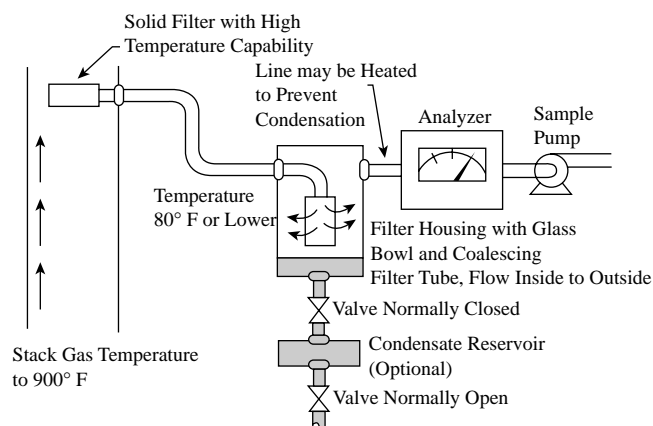 Solid Filter with High
Temperature Capability
Line may be Heated
to Prevent
Condensation
Analyzer
Sample
Pump
Temperature
80° F or Lower
Filter Housing with Glass
Bowl and Coalescing
Filter Tube, Flow Inside to Outside
Valve Normally Closed
Stack Gas Temperature
to 900° F
Condensate Reservoir
(Optional)
Valve Normally Open